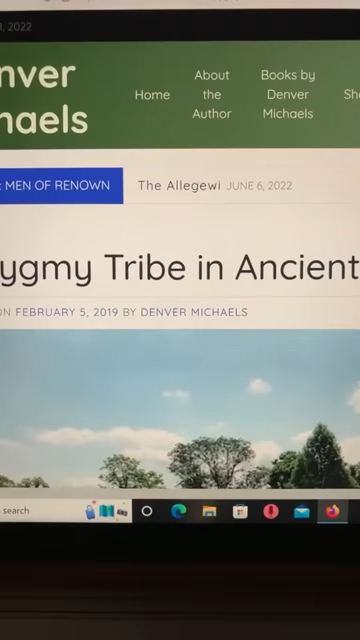 , 2022
nver
haels
Home
About
the
Author
Books by
Denver
Michaels
Sh
: MEN OF RENOWN
The Allegewi JUNE 6, 2022
ygmy Tribe in Ancient
ON FEBRUARY 5, 2019 BY DENVER MICHAELS
search